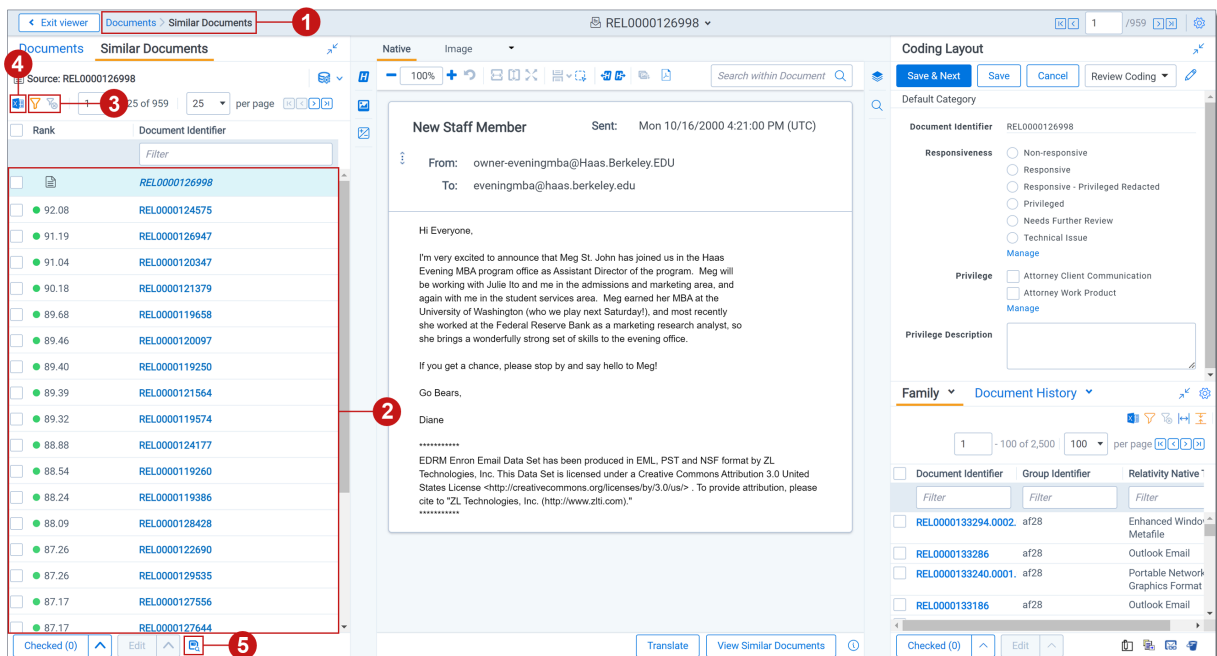 Exit viewer
Documents > Similar Documents
1
REL0000126998
1 /959
Documents Similar Documents
4
Source: REL0000126998
3
1 25 of 959 25 per page
Rank Document Identifier
Filter
REL0000126998
92.08 REL0000124575
91.19 REL0000126947
91.04 REL0000120347
90.18 REL0000121379
89.68 REL0000119658
89.46 REL0000120097
89.40 REL0000119250
89.39 REL0000121564
89.32 REL0000119574
2
88.88 REL0000124177
88.54 REL0000119260
88.24 REL0000119386
88.09 REL0000128428
87.26 REL0000122690
87.26 REL0000129535
87.17 REL0000127556
87.17 REL0000127644
Checked (0) Edit
5
Native Image
H 100% Search within Document
New Staff Member Sent: Mon 10/16/2000 4:21:00 PM (UTC)
From: owner-eveningmba@Haas.Berkeley.EDU
To: eveningmba@haas.berkeley.edu
Hi Everyone,
I'm very excited to announce that Meg St. John has joined us in the Haas
Evening MBA program office as Assistant Director of the program. Meg will
be working with Julie Ito and me in the admissions and marketing area, and
again with me in the student services area. Meg earned her MBA at the
University of Washington (who we play next Saturday!), and most recently
she worked at the Federal Reserve Bank as a marketing research analyst, so
she brings a wonderfully strong set of skills to the evening office.
If you get a chance, please stop by and say hello to Meg!
Go Bears,
Diane
***********
EDRM Enron Email Data Set has been produced in EML, PST and NSF format by ZL
Technologies, Inc. This Data Set is licensed under a Creative Commons Attribution 3.0 United
States License <http://creativecommons.org/licenses/by/3.0/us/> . To provide attribution, please
cite to "ZL Technologies, Inc. (http://www.zlti.com)."
***********
Translate View Similar Documents
Coding Layout
Save & Next Save Cancel Review Coding
Default Category
Document Identifier REL0000126998
Responsiveness Non-responsive
Responsive
Responsive - Privileged Redacted
Privileged
Needs Further Review
Technical Issue
Manage
Privilege Attorney Client Communication
Attorney Work Product
Manage
Privilege Description
Family Document History
1 - 100 of 2,500 100 per page
Document Identifier Group Identifier Relativity Native T
Filter Filter Filter
REL0000133294.0002. af28 Enhanced Window
Metafile
REL0000133286 af28 Outlook Email
REL0000133240.0001. af28 Portable Network
Graphics Format
REL0000133186 af28 Outlook Email
Checked (0) Edit